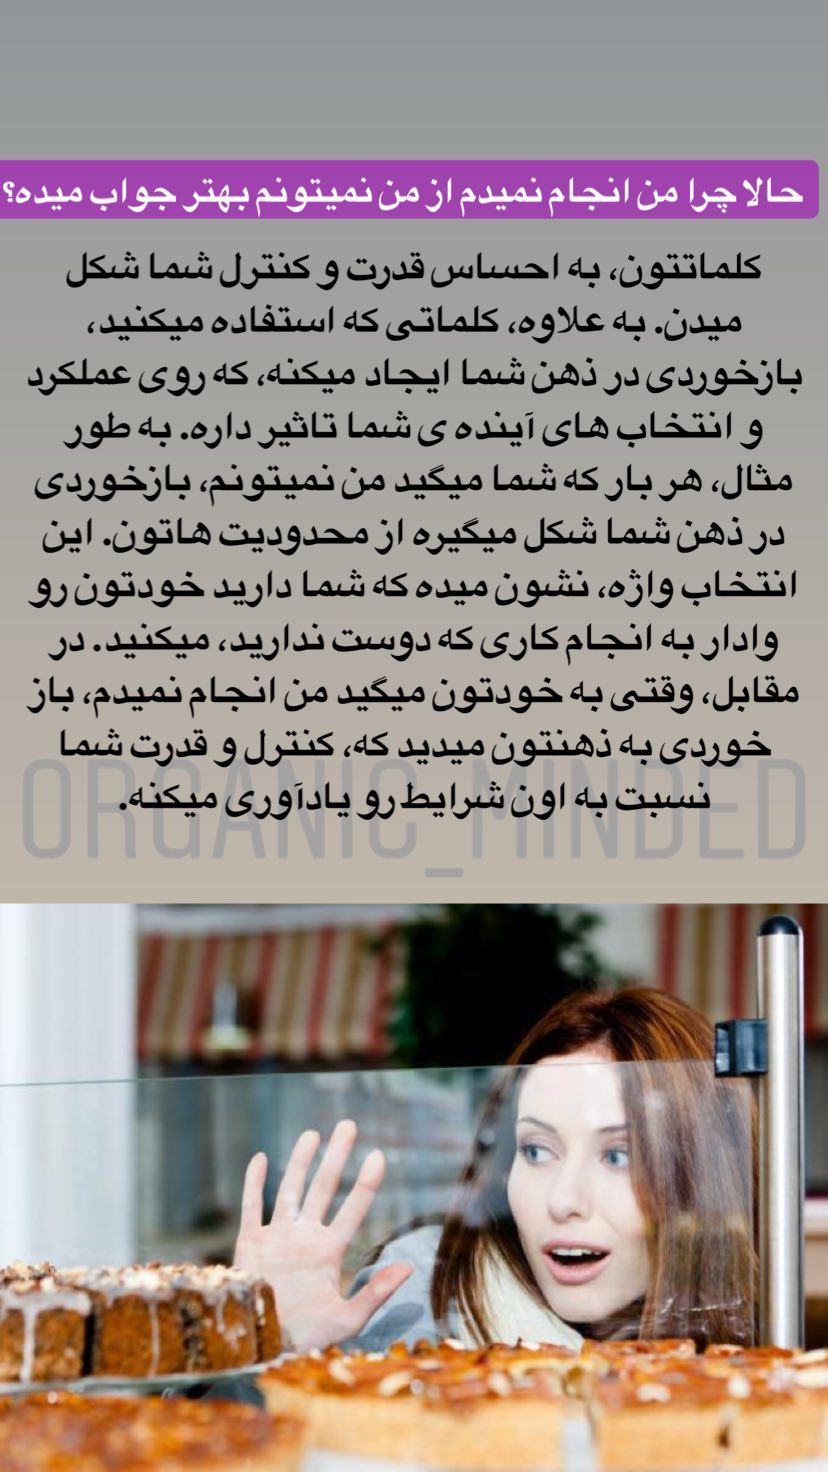 حالا چرا من انجام نمیدم از من نمیتونم بهتر جواب میده؟
کلماتتون، به احساس قدرت و کنترل شما شکل
میدن. به علاوه، کلماتی که استفاده میکنید،
بازخوردی در ذهن شما ایجاد میکنه، که روی عملکرد
و انتخاب های آینده ی شما تاثیر داره. به طور
مثال، هر بار که شما میگید من نمیتونم، بازخوردی
در ذهن شما شکل میگیره از محدودیت هاتون. این
انتخاب واژه، نشون میده که شما دارید خودتون رو
وادار به انجام کاری که دوست ندارید، میکنید. در
مقابل، وقتی به خودتون میگید من انجام نمیدم، باز
خوردی به ذهنتون میدید که، کنترل و قدرت شما
نسبت به اون شرایط رو یادآوری میکنه.
ORGANIC_MINDED